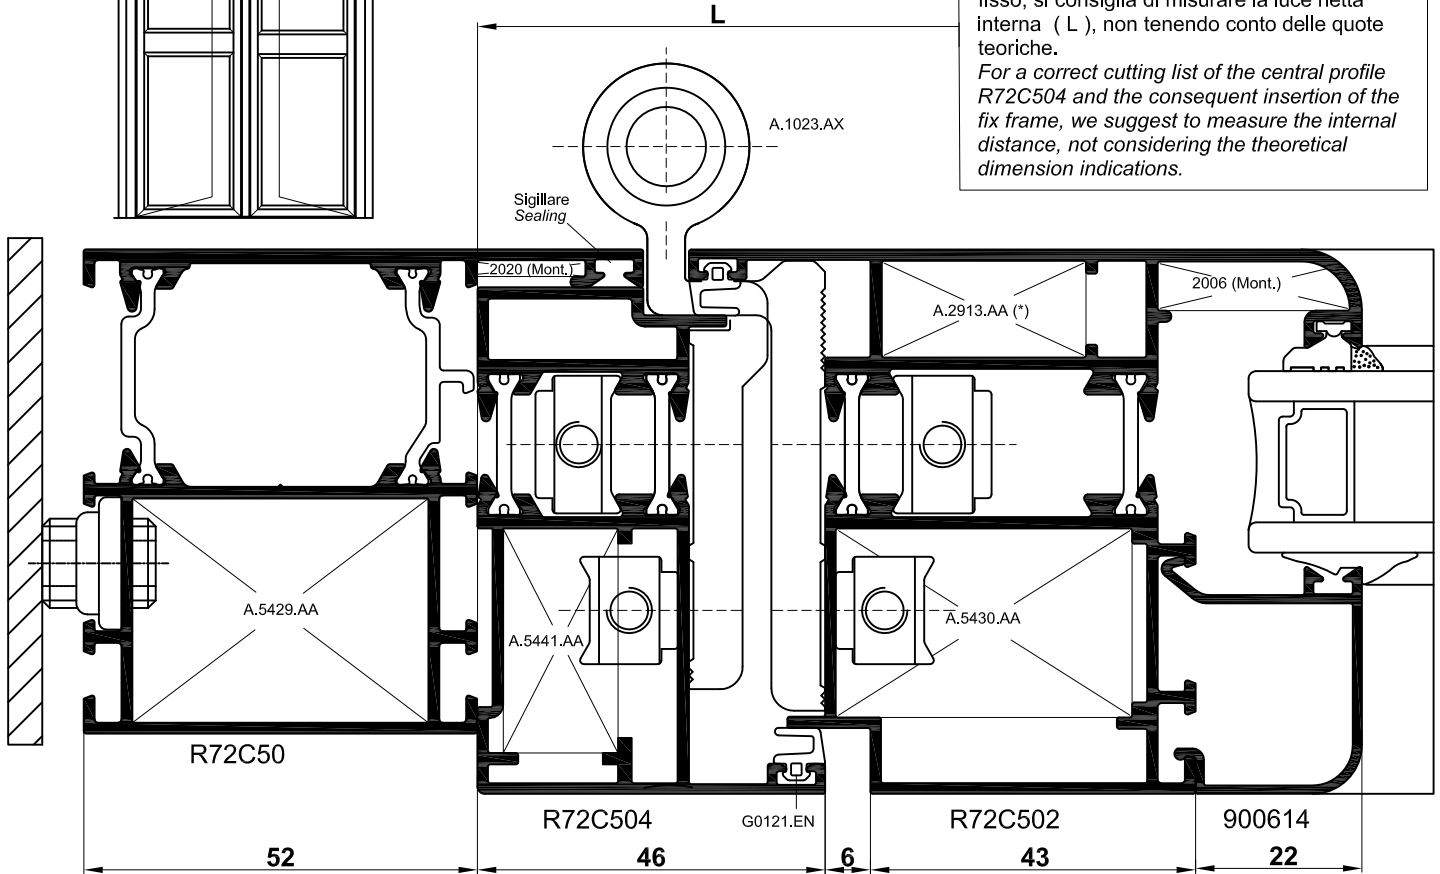 L
fisso, si consiglia di misurare la luce netta
interna ( L ), non tenendo conto delle quote
teoriche.
For a correct cutting list of the central profile
R72C504 and the consequent insertion of the
fix frame, we suggest to measure the internal
distance, not considering the theoretical
dimension indications.
A.1023.AX
Sigillare
Sealing
2020 (Mont.)
A.2913.AA (*)
2006 (Mont.)
A.5429.AA
A.5441.AA
A.5430.AA
R72C50
R72C504
G0121.EN
R72C502
900614
52
46
6
43
22